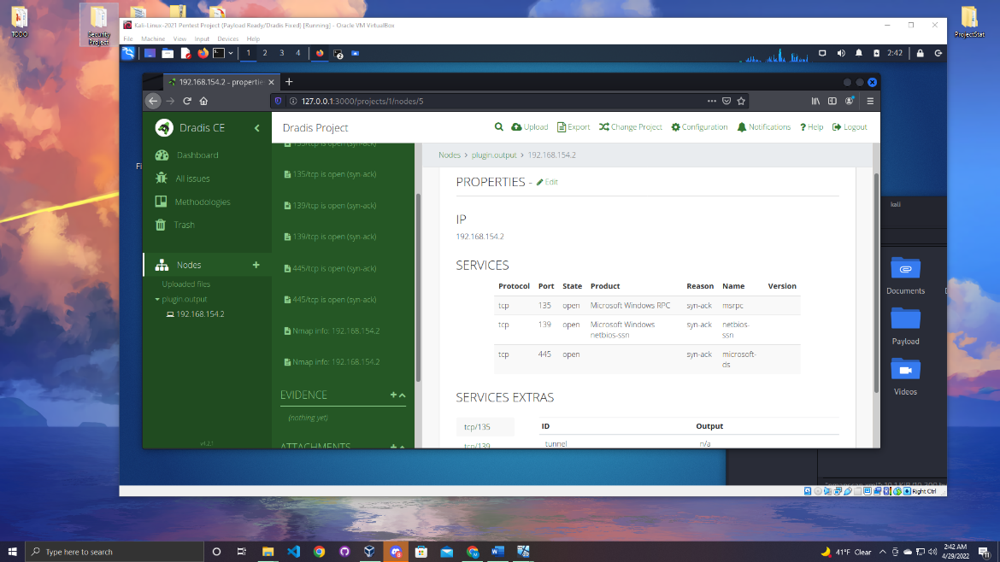 TODO
Security
Project
ProjectStat
Kali-Linux-2021 Pentest Project (Payload Ready/Dradis Fixed) [Running] - Oracle VM VirtualBox
File Machine View Input Devices Help
1 2 3 4 2 2:42
192.168.154.2 - propertie
127.0.0.1:3000/projects/1/nodes/5
Dradis CE
Dradis Project
Upload Export Change Project Configuration Notifications Help Logout
Dashboard
All issues
Methodologies
Trash
Nodes
Uploaded files
plugin.output
192.168.154.2
v4.2.1
135/tcp is open (syn-ack)
135/tcp is open (syn-ack)
139/tcp is open (syn-ack)
139/tcp is open (syn-ack)
445/tcp is open (syn-ack)
445/tcp is open (syn-ack)
Nmap info: 192.168.154.2
Nmap info: 192.168.154.2
EVIDENCE
(nothing yet)
ATTACHMENTS
Nodes > plugin.output > 192.168.154.2
PROPERTIES - Edit
IP
192.168.154.2
SERVICES
Protocol Port State Product Reason Name Version
tcp 135 open Microsoft Windows RPC syn-ack msrpc
tcp 139 open Microsoft Windows netbios-ssn syn-ack netbios-ssn
tcp 445 open syn-ack microsoft-ds
SERVICES EXTRAS
tcp/135
tcp/139
ID Output
tunnel n/a
kali
Documents
Payload
Videos
Right Ctrl
Type here to search
8
41°F Clear
2:42 AM
4/29/2022
11